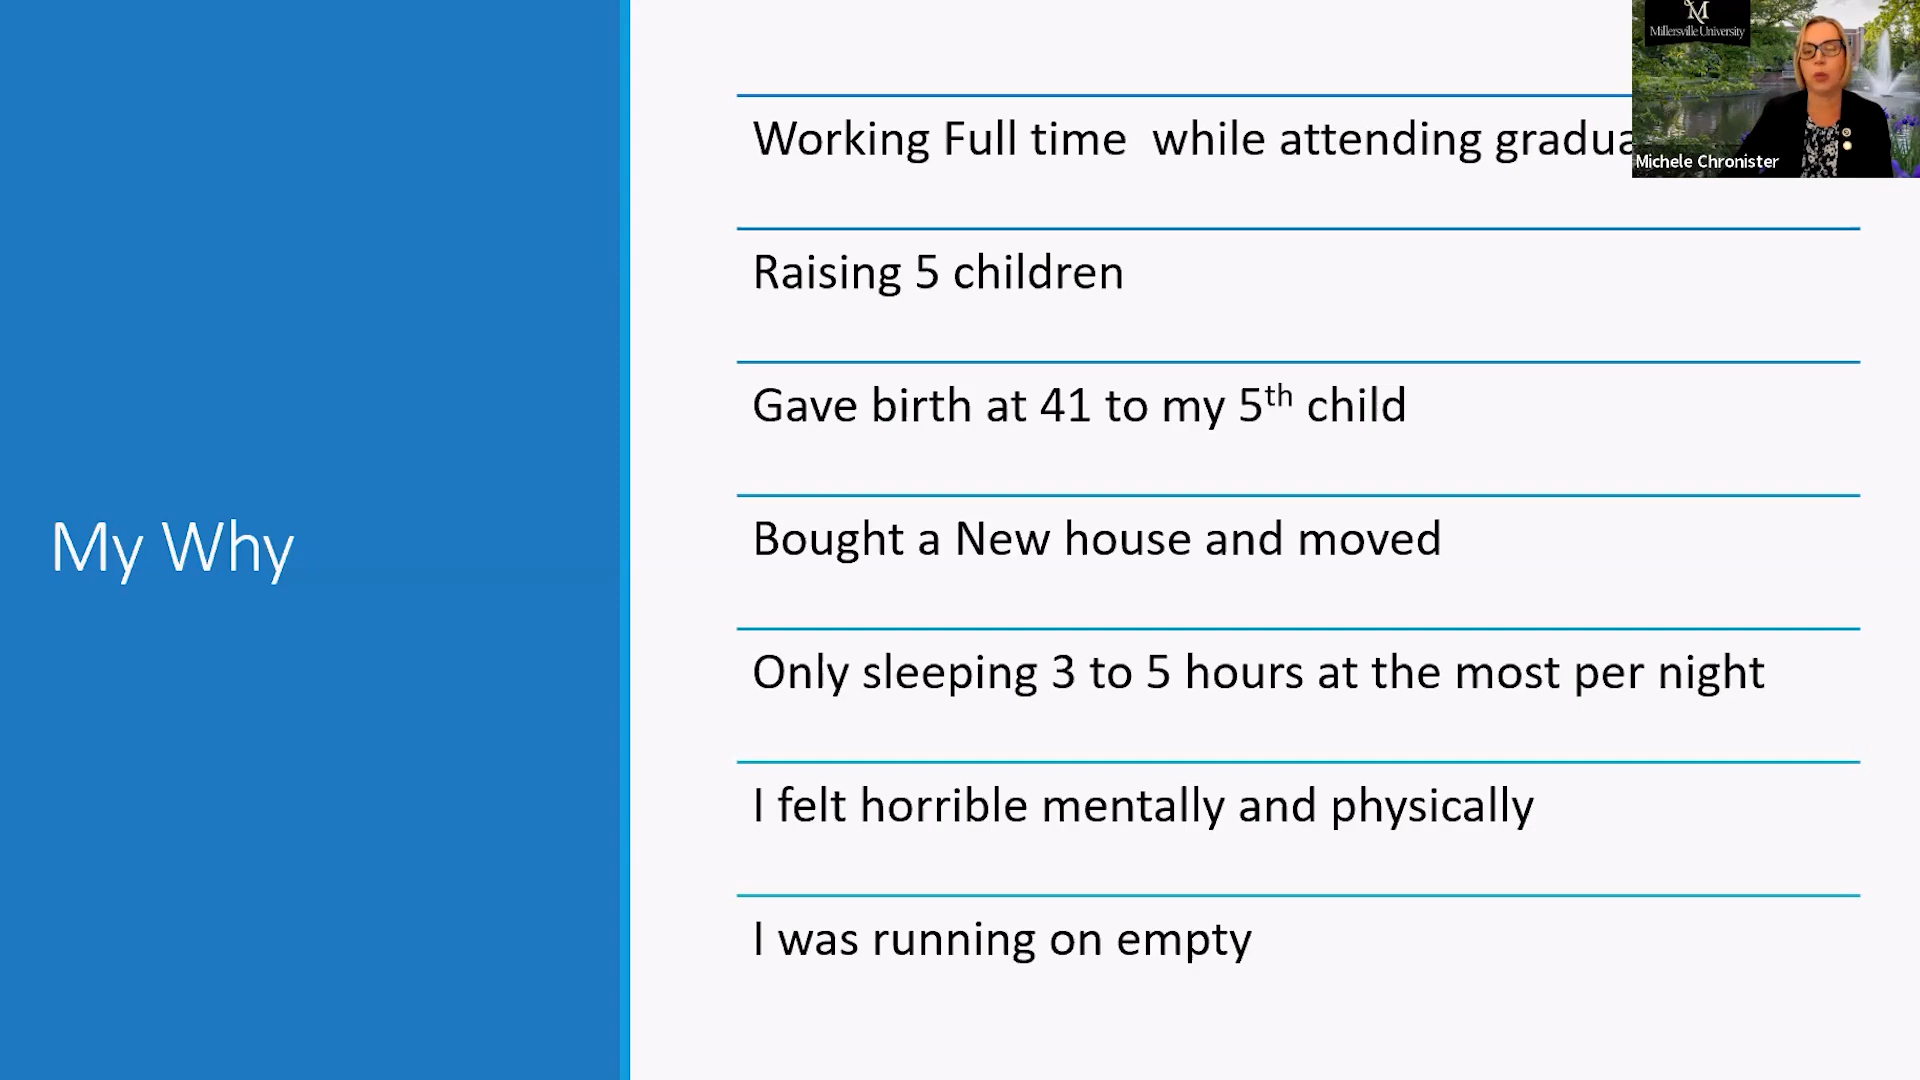 My Why
Working Full time while attending gradua
Raising 5 children
Gave birth at 41 to my 5th child
Bought a New house and moved
Only sleeping 3 to 5 hours at the most per night
I felt horrible mentally and physically
I was running on empty
M
Millersville University
Michele Chronister